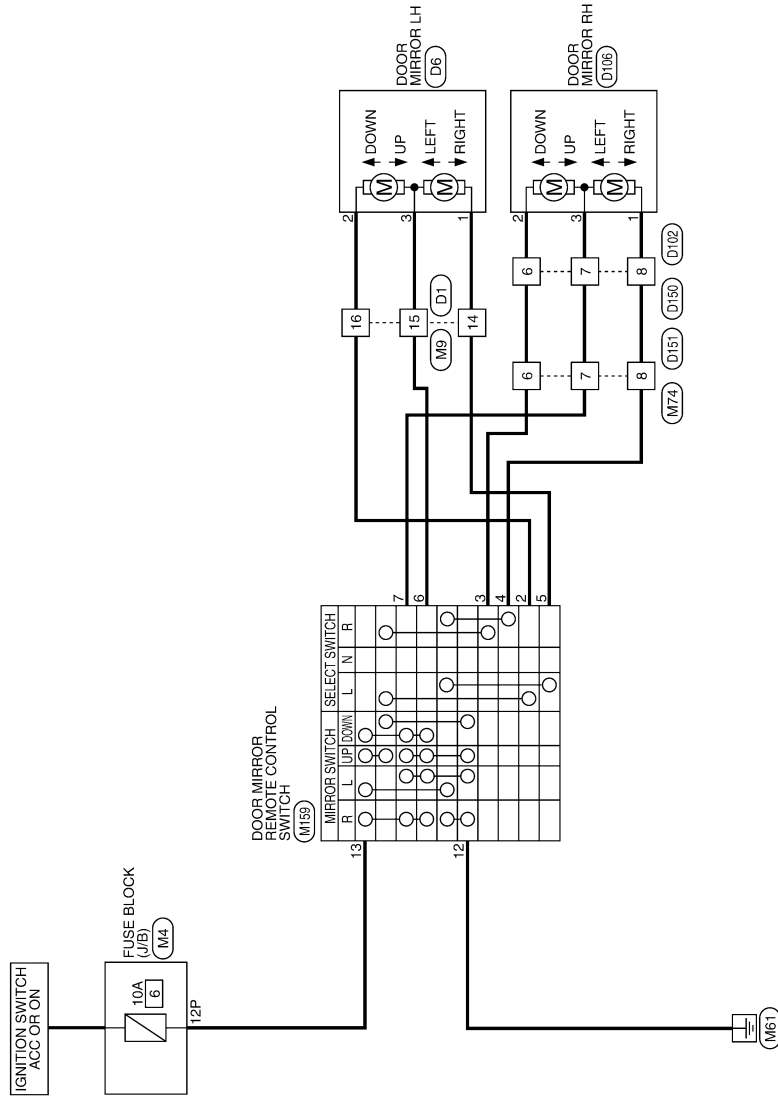 IGNITION SWITCH
ACC OR ON
FUSE BLOCK
(J/B)
M4
10A
6
12P
DOOR MIRROR
REMOTE CONTROL
SWITCH
M159
MIRROR SWITCH
SELECT SWITCH
R
L
UP
DOWN
L
N
R
13
12
7
6
3
4
2
5
M61
16
15
14
M9
D1
2
3
1
DOWN
UP
LEFT
RIGHT
M
M
DOOR
MIRROR LH
D6
6
7
8
M74
D151
6
7
8
D150
D102
2
3
1
DOWN
UP
LEFT
RIGHT
M
M
DOOR
MIRROR RH
D106